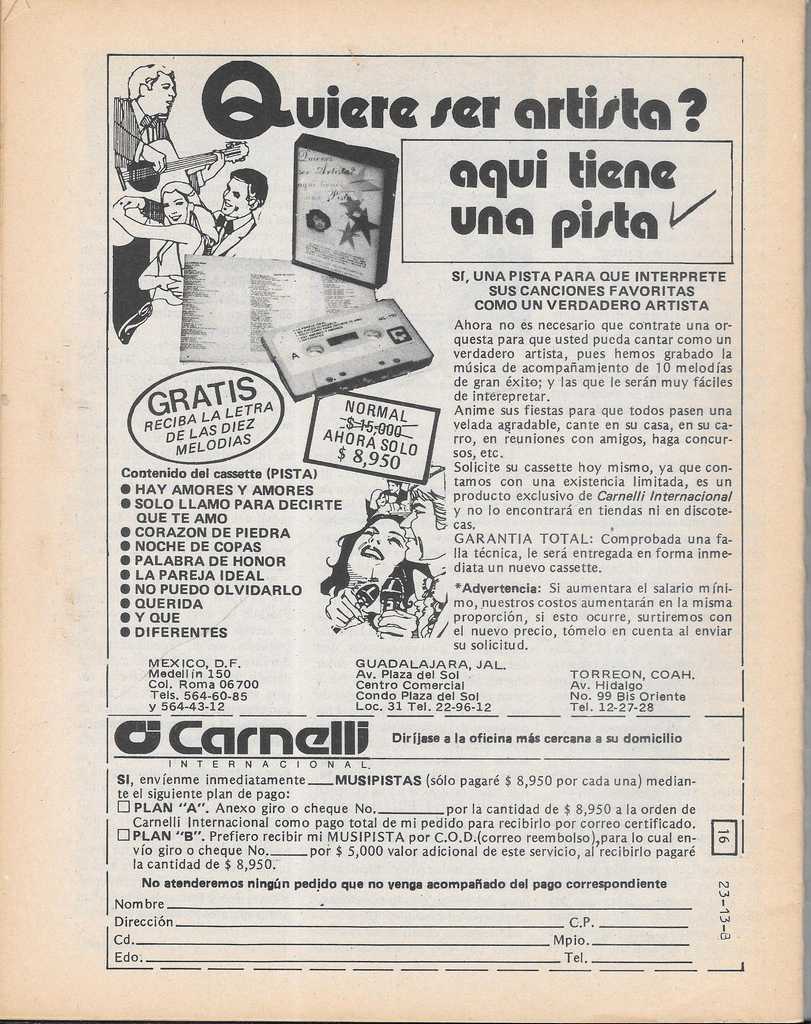 Quiere ser artista?
aqui tiene
una pista
SI, UNA PISTA PARA QUE INTERPRETE
SUS CANCIONES FAVORITAS
COMO UN VERDADERO ARTISTA
Ahora no es necesario que contrate una or-
questa para que usted pueda cantar como un
verdadero artista, pues hemos grabado la
música de acompañamiento de 10 melodías
de gran éxito; y las que le serán muy fáciles
de interepretar.
Anime sus fiestas para que todos pasen una
velada agradable, cante en su casa, en su ca-
rro, en reuniones con amigos, haga concur-
sos, etc.
Solicite su cassette hoy mismo, ya que con-
tamos con una existencia limitada, es un
producto exclusivo de Carnelli Internacional
y no lo encontrará en tiendas ni en discote-
cas.
GARANTIA TOTAL: Comprobada una fa-
lla técnica, le será entregada en forma inme-
diata un nuevo cassette.
*Advertencia: Si aumentara el salario míni-
mo, nuestros costos aumentarán en la misma
proporción, si esto ocurre, surtiremos con
el nuevo precio, tómelo en cuenta al enviar
su solicitud.
Quieres
ser Artista?
aqui tienes
una Pista
A
GRATIS
RECIBA LA LETRA
DE LAS DIEZ
MELODIAS
NORMAL
$ 15,000
AHORA SOLO
$ 8,950
Contenido del cassette (PISTA)
● HAY AMORES Y AMORES
● SOLO LLAMO PARA DECIRTE
QUE TE AMO
● CORAZON DE PIEDRA
● NOCHE DE COPAS
● PALABRA DE HONOR
● LA PAREJA IDEAL
● NO PUEDO OLVIDARLO
● QUERIDA
● Y QUE
● DIFERENTES
MEXICO, D.F.
Medellín 150
Col. Roma 06700
Tels. 564-60-85
y 564-43-12
GUADALAJARA, JAL.
Av. Plaza del Sol
Centro Comercial
Condo Plaza del Sol
Loc. 31 Tel. 22-96-12
TORREON, COAH.
Av. Hidalgo
No. 99 Bis Oriente
Tel. 12-27-28
Carnelli
INTERNACIONAL
Diríjase a la oficina más cercana a su domicilio
SI, envíenme inmediatamente ____ MUSIPISTAS (sólo pagaré $ 8,950 por cada una) median-
te el siguiente plan de pago:
☐ PLAN "A". Anexo giro o cheque No. ________ por la cantidad de $ 8,950 a la orden de
Carnelli Internacional como pago total de mi pedido para recibirlo por correo certificado.
☐ PLAN "B". Prefiero recibir mi MUSIPISTA por C.O.D.(correo reembolso),para lo cual en-
vío giro o cheque No. _____ por $ 5,000 valor adicional de este servicio, al recibirlo pagaré
la cantidad de $ 8,950.
No atenderemos ningún pedido que no venga acompañado del pago correspondiente
Nombre
Dirección C.P.
Cd. Mpio.
Edo. Tel.
16
23-13-B